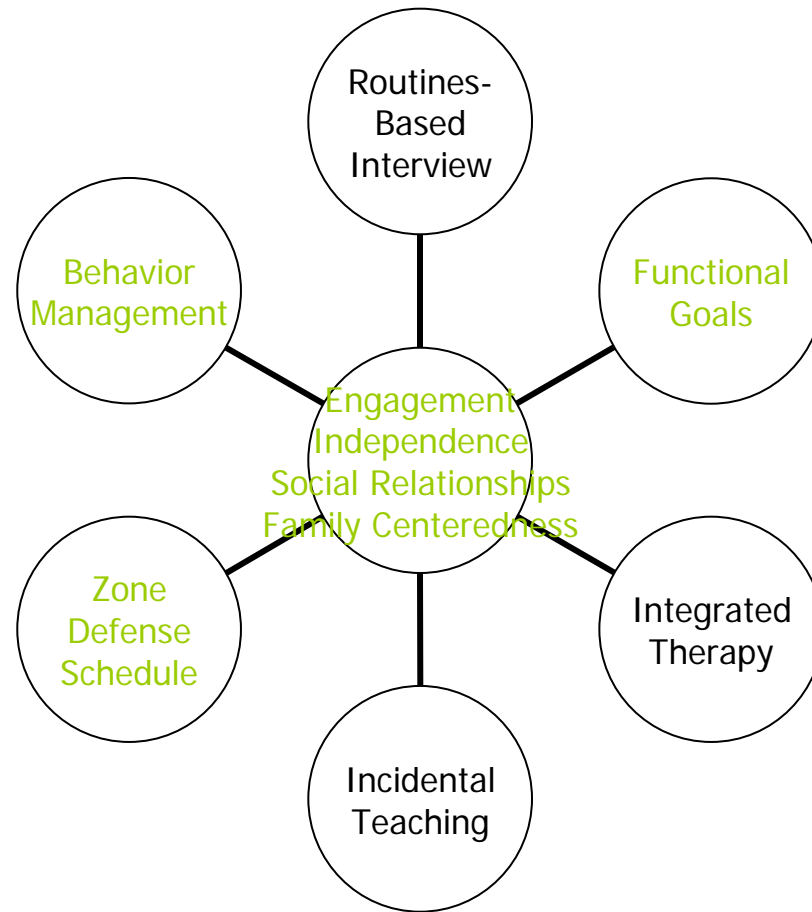 Routines-
Based
Interview
Behavior
Management
Functional
Goals
Engagement
Independence
Social Relationships
Family Centeredness
Zone
Defense
Schedule
Integrated
Therapy
Incidental
Teaching